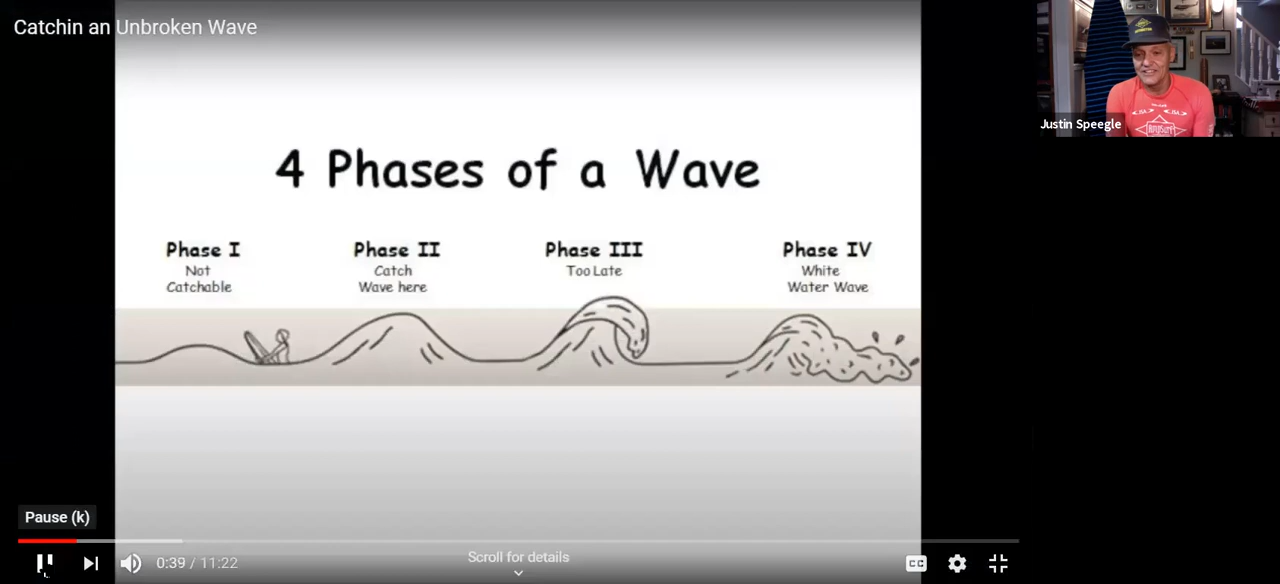 Catchin an Unbroken Wave
Justin Speegle
4 Phases of a Wave
Phase I
Not
Catchable
Phase II
Catch
Wave here
Phase III
Too Late
Phase IV
White
Water Wave
Pause (k)
0:39 / 11:22
Scroll for details
CC